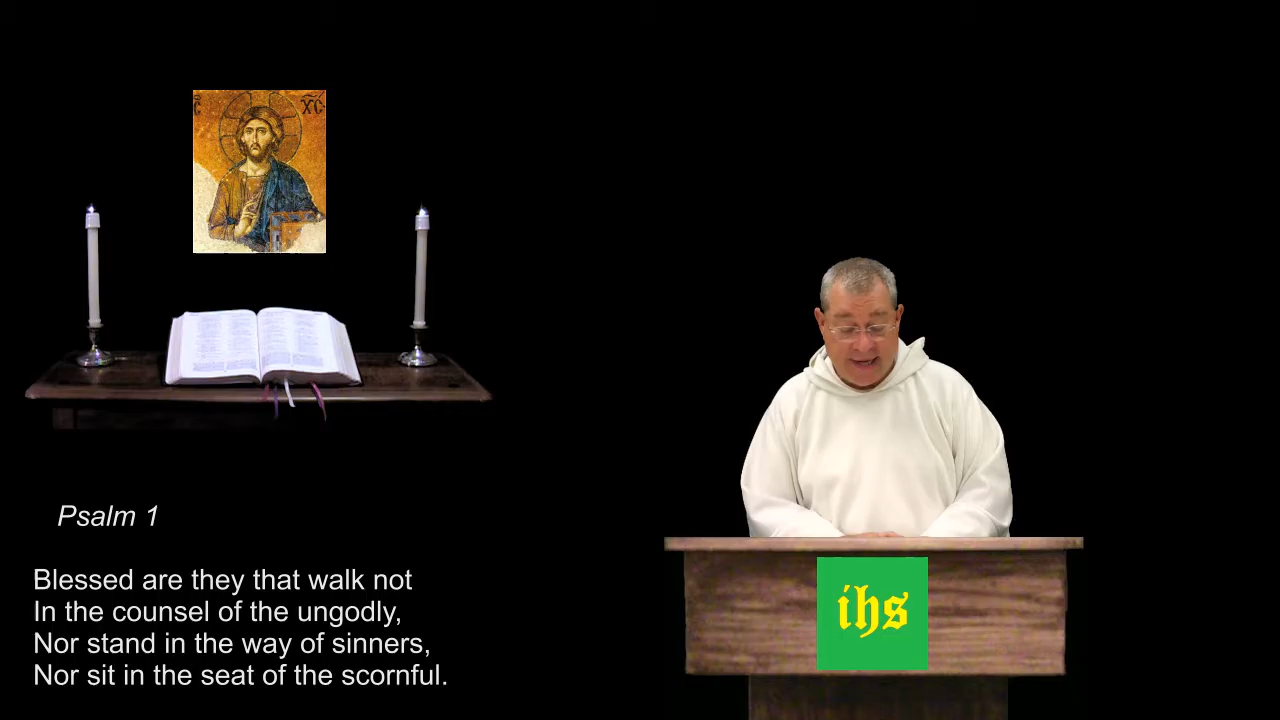 XC
Psalm 1
Blessed are they that walk not
In the counsel of the ungodly,
Nor stand in the way of sinners,
Nor sit in the seat of the scornful.
ihs